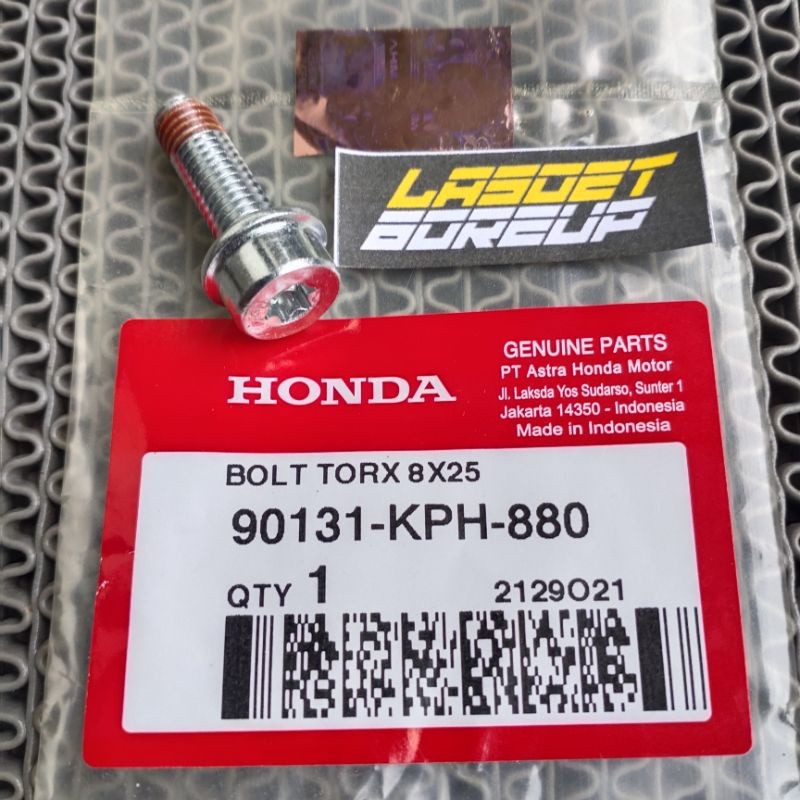 LASDET
BOREUP
HONDA
GENUINE PARTS
PT Astra Honda Motor
Jl. Laksda Yos Sudarso, Sunter 1
Jakarta 14350 - Indonesia
Made in Indonesia
BOLT TORX 8X25
90131-KPH-880
QTY 1
2129O21